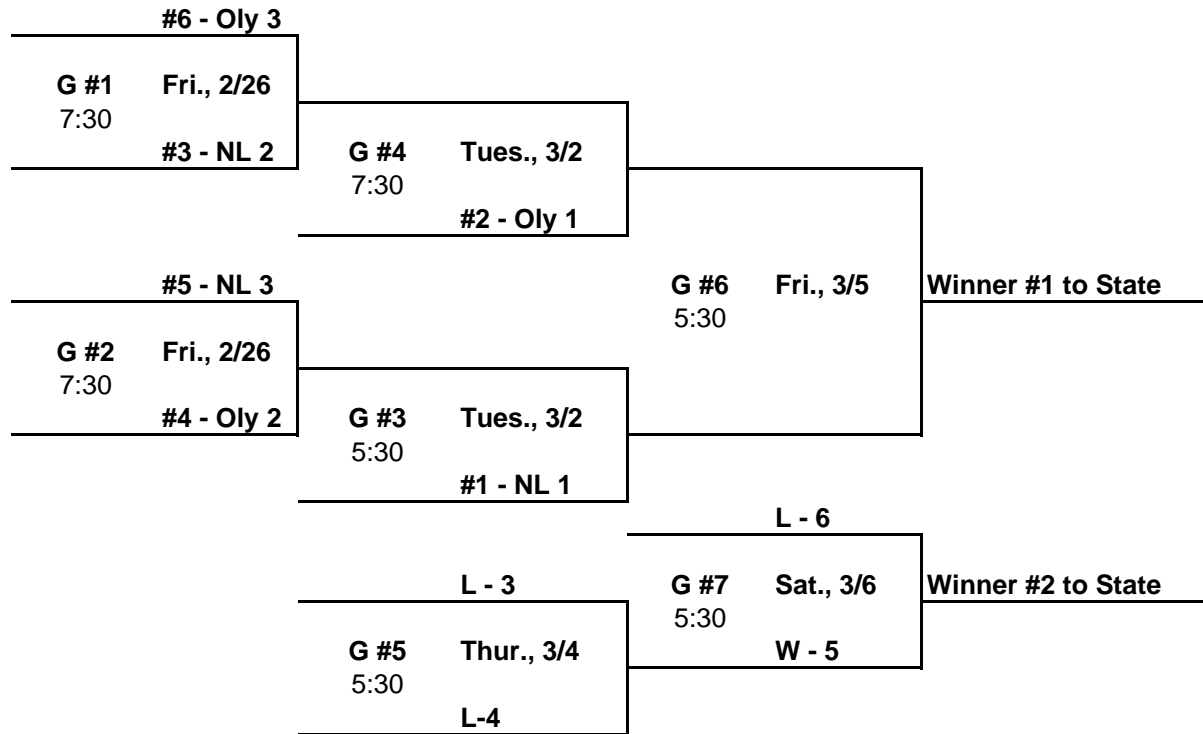 #6 - Oly 3
G #1 Fri., 2/26
7:30
#3 - NL 2
G #4 Tues., 3/2
7:30
#2 - Oly 1
#5 - NL 3
G #6 Fri., 3/5 Winner #1 to State
5:30
G #2 Fri., 2/26
7:30
#4 - Oly 2
G #3 Tues., 3/2
5:30
#1 - NL 1
L - 6
L - 3
G #7 Sat., 3/6 Winner #2 to State
5:30
G #5 Thur., 3/4
5:30
W - 5
L-4